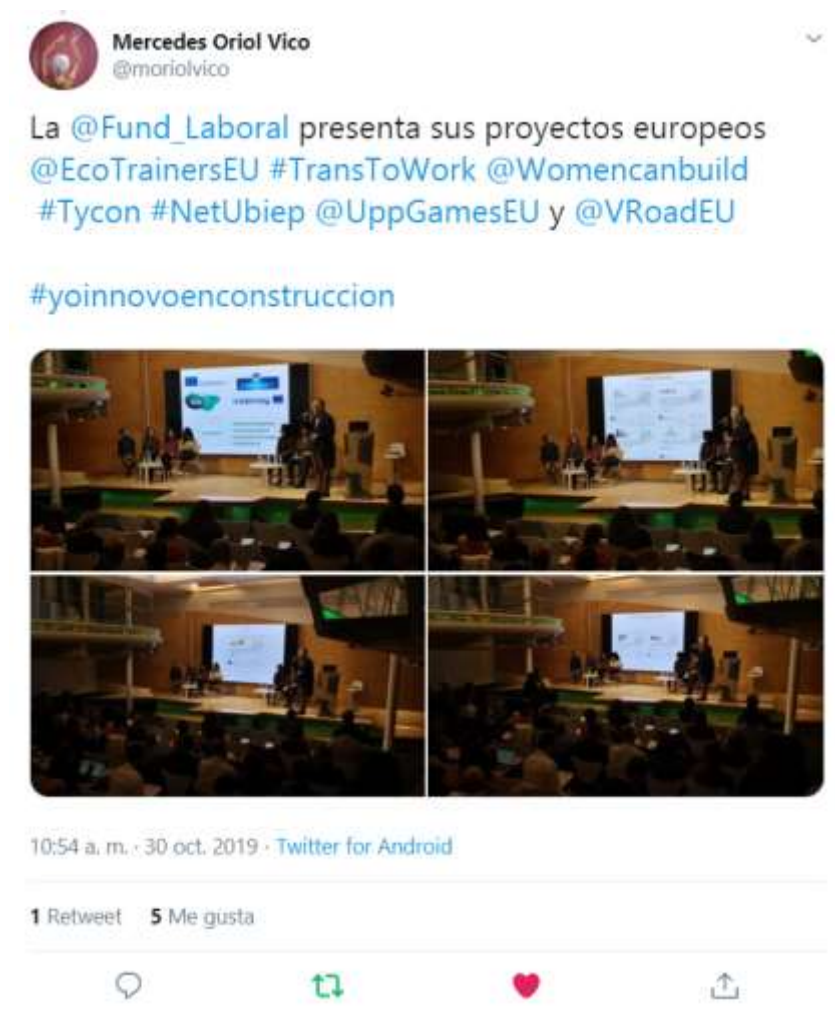 Mercedes Oriol Vico
@moriolvico
La @Fund_Laboral presenta sus proyectos europeos
@EcoTrainersEU #TransToWork @Womencanbuild
#Tycon #NetUbiep @UppGamesEU y @VRoadEU
#yoinnovoenconstruccion
10:54 a. m. · 30 oct. 2019 · Twitter for Android
1 Retweet 5 Me gusta